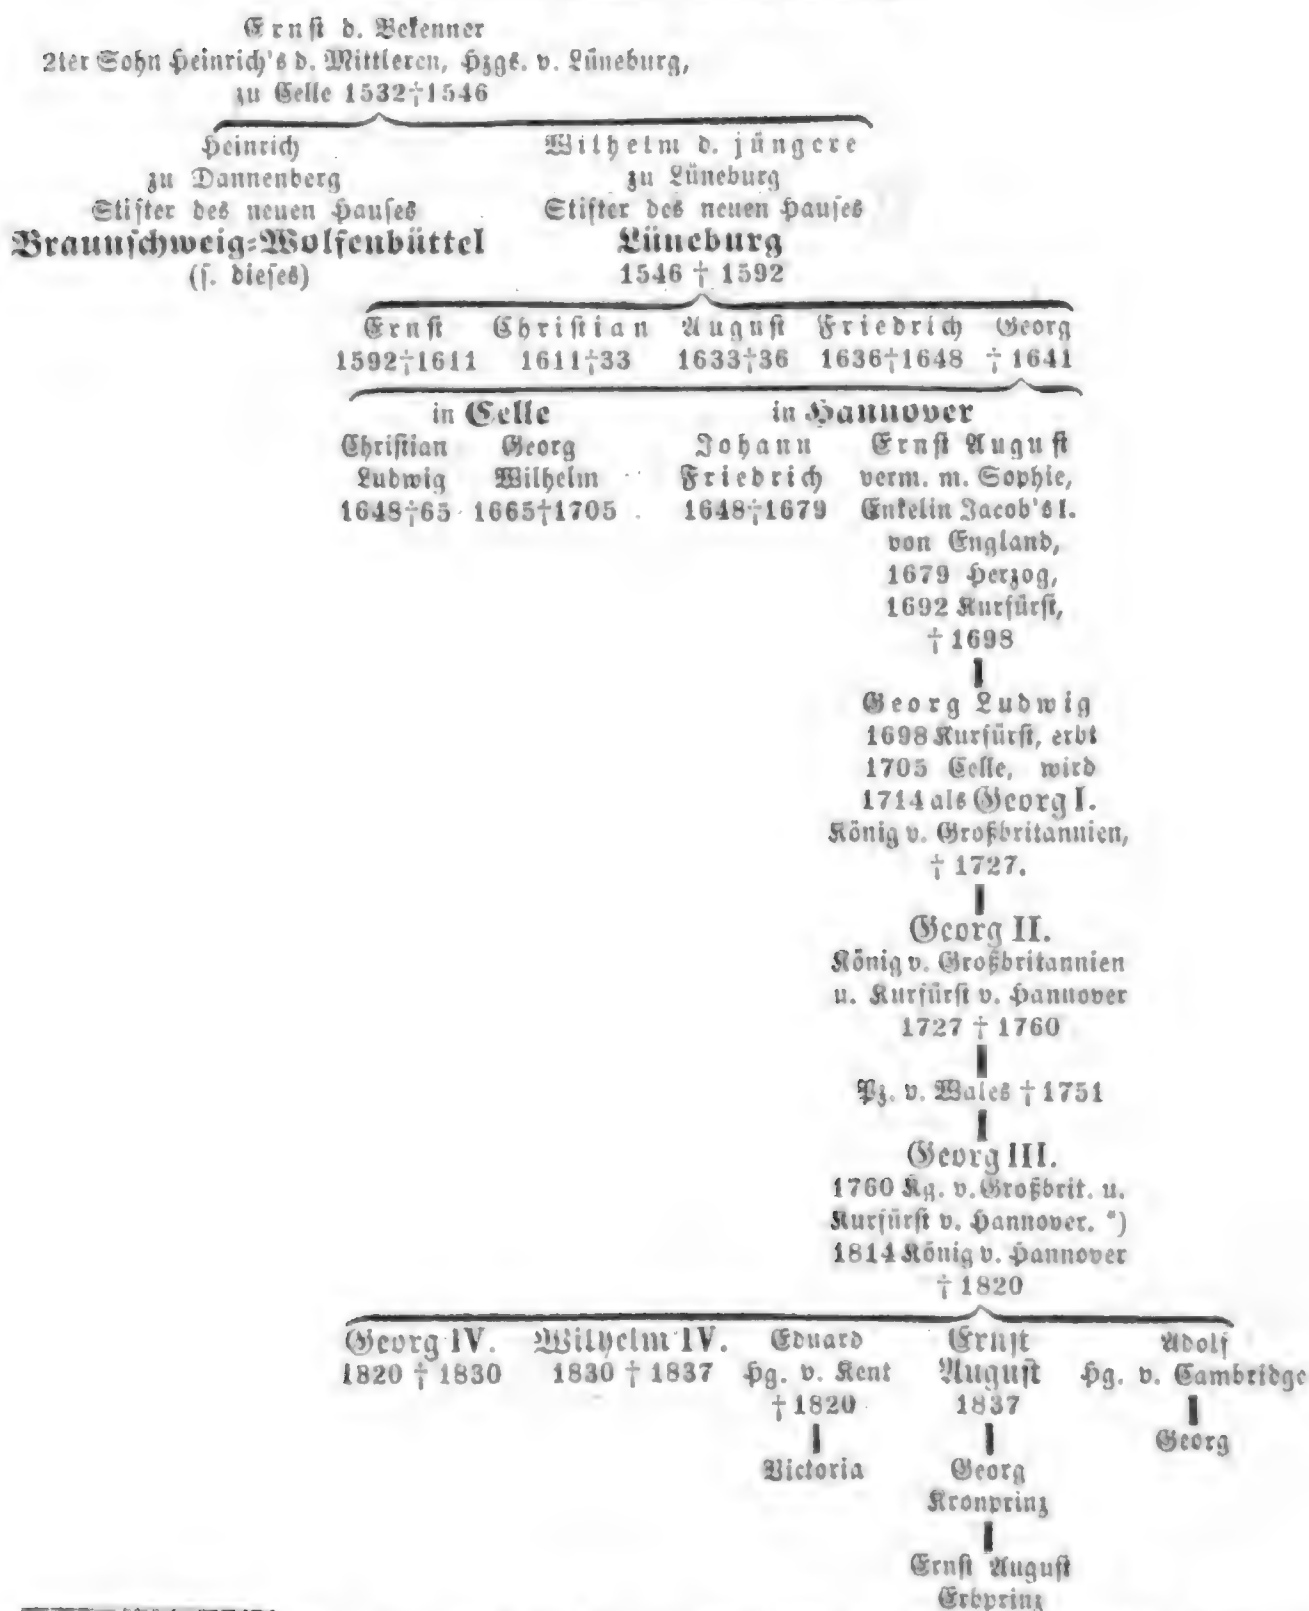 Ernst d. Bekenner
2ter Sohn Heinrich's d. Mittleren, Hzgs. v. Lüneburg,
zu Celle 1532†1546
Heinrich
zu Dannenberg
Stifter des neuen Hauses
Braunschweig-Wolfenbüttel
(s. dieses)
Wilhelm d. jüngere
zu Lüneburg
Stifter des neuen Hauses
Lüneburg
1546 † 1592
Ernst Christian August Friedrich Georg
1592†1611 1611†33 1633†36 1636†1648 † 1641
in Celle
Christian Georg
Ludwig Wilhelm
1648†65 1665†1705
in Hannover
Johann
Friedrich
1648†1679
Ernst August
verm. m. Sophie,
Enkelin Jacob's I.
von England,
1679 Herzog,
1692 Kurfürst,
† 1698
Georg Ludwig
1698 Kurfürst, erbt
1705 Celle, wird
1714 als Georg I.
König v. Großbritannien,
† 1727.
Georg II.
König v. Großbritannien
u. Kurfürst v. Hannover
1727 † 1760
Pz. v. Wales † 1751
Georg III.
1760 Kg. v. Großbrit. u.
Kurfürst v. Hannover. *)
1814 König v. Hannover
† 1820
Georg IV.
1820 † 1830
Wilhelm IV.
1830 † 1837
Eduard
Hg. v. Kent
† 1820
Victoria
Ernst
August
1837
Georg
Kronprinz
Ernst August
Erbprinz
Adolf
Hg. v. Cambridge
Georg